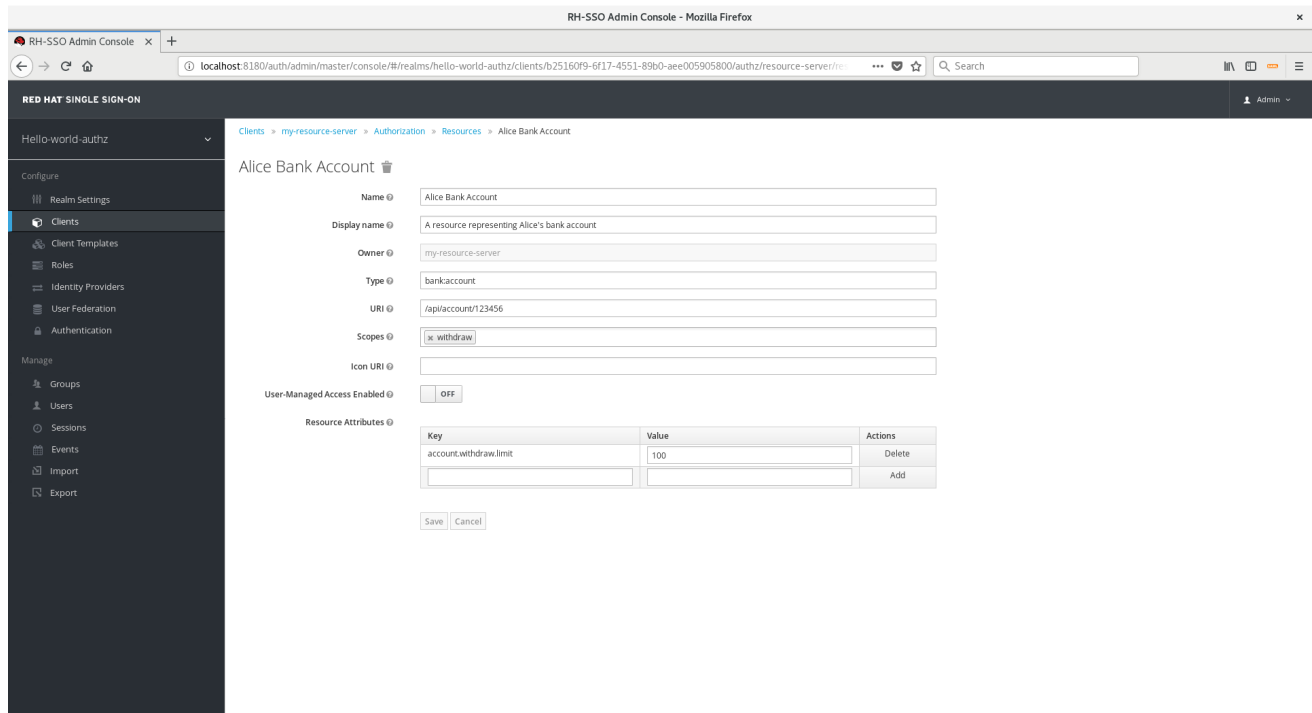 RH-SSO Admin Console - Mozilla Firefox
RH-SSO Admin Console
localhost:8180/auth/admin/master/console/#/realms/hello-world-authz/clients/b25160f9-6f17-4551-89b0-aee005905800/authz/resource-server/re
Search
RED HAT SINGLE SIGN-ON
Admin
Hello-world-authz
Configure
Realm Settings
Clients
Client Templates
Roles
Identity Providers
User Federation
Authentication
Manage
Groups
Users
Sessions
Events
Import
Export
Clients » my-resource-server » Authorization » Resources » Alice Bank Account
Alice Bank Account
Name Alice Bank Account
Display name A resource representing Alice's bank account
Owner my-resource-server
Type bank:account
URI /api/account/123456
Scopes × withdraw
Icon URI
User-Managed Access Enabled OFF
Resource Attributes
Key Value Actions
account.withdraw.limit 100 Delete
Add
Save Cancel